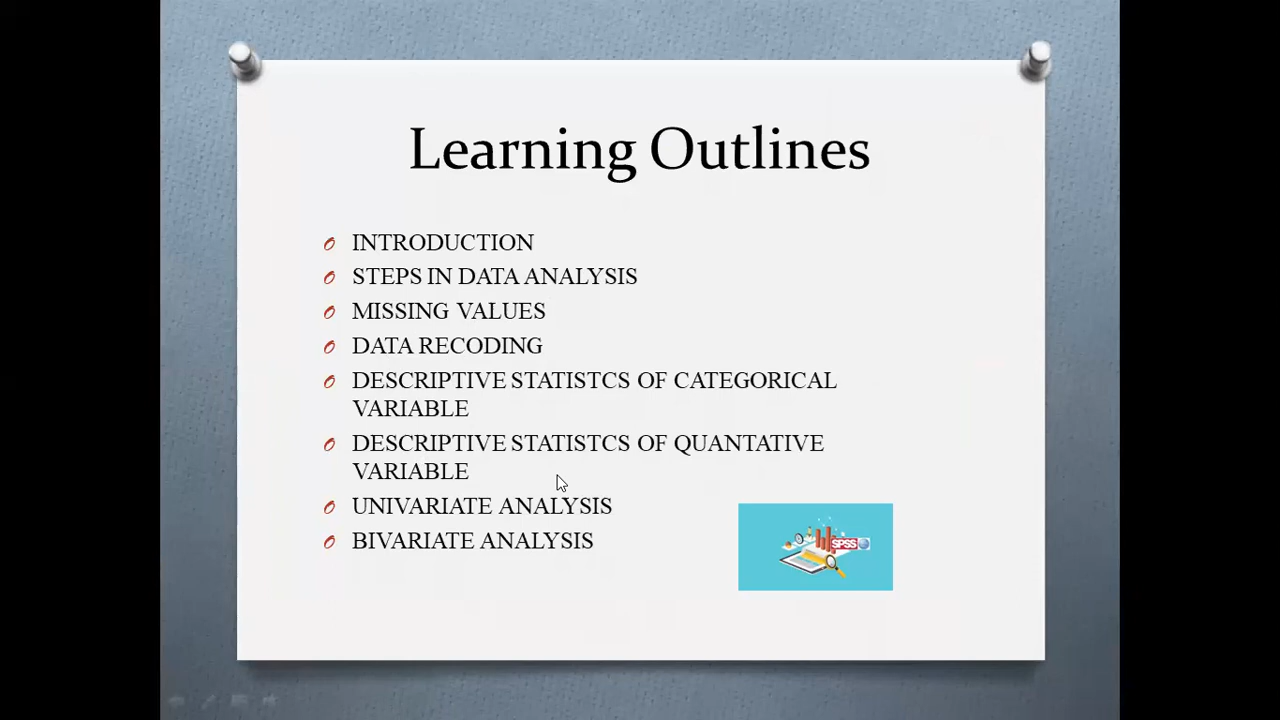 Learning Outlines
INTRODUCTION
STEPS IN DATA ANALYSIS
MISSING VALUES
DATA RECODING
DESCRIPTIVE STATISTCS OF CATEGORICAL
VARIABLE
DESCRIPTIVE STATISTCS OF QUANTATIVE
VARIABLE
UNIVARIATE ANALYSIS
BIVARIATE ANALYSIS
SPSS